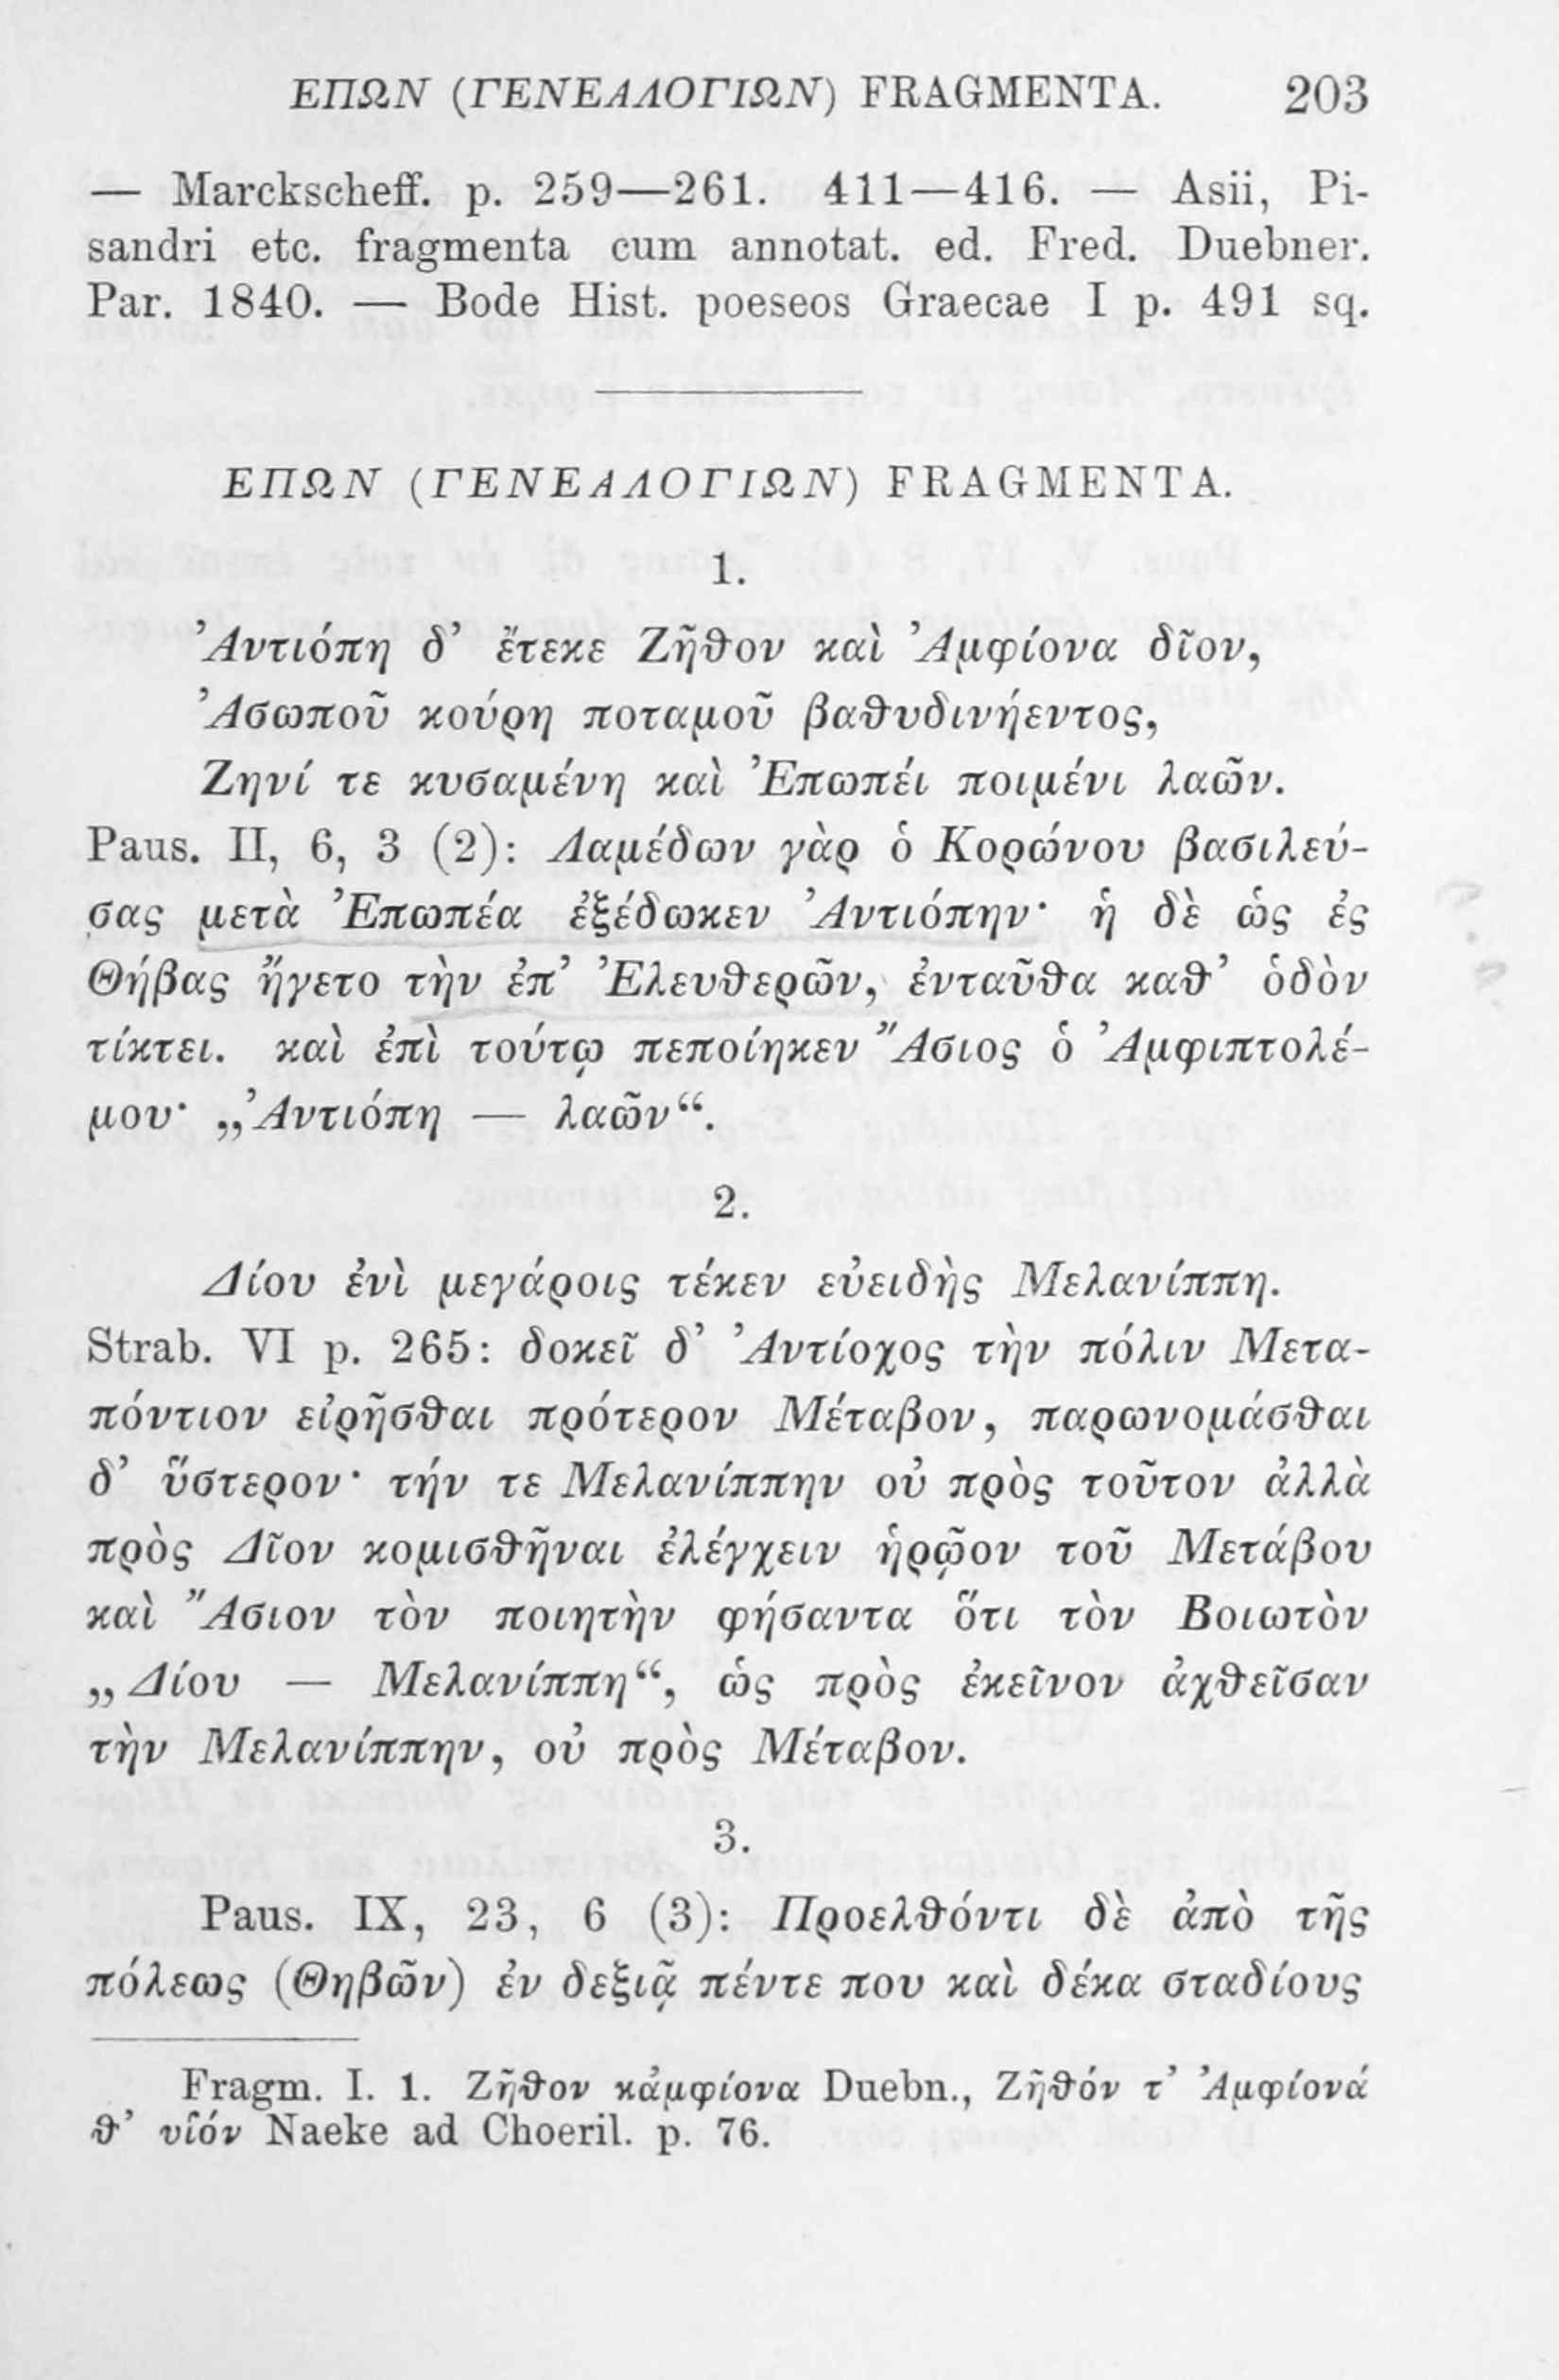 ΕΠΩΝ (ΓΕΝΕΑΛΟΓΙΩΝ) FRAGMENTA. 203
— Marckscheff. p. 259—261. 411—416. — Asii, Pi-
sandri etc. fragmenta cum annotat. ed. Fred. Duebner.
Par. 1840. — Bode Hist. poeseos Graecae I p. 491 sq.
ΕΠΩΝ (ΓΕΝΕΑΛΟΓΙΩΝ) FRAGMENTA.
1.
Ἀντιόπη δ’ ἔτεκε Ζῆθον καὶ Ἀμφίονα δῖον,
Ἀσωποῦ κούρη ποταμοῦ βαθυδινήεντος,
Ζηνί τε κυσαμένη καὶ Ἐπωπέι ποιμένι λαῶν.
Paus. II, 6, 3 (2): Λαμέδων γὰρ ὁ Κορώνου βασιλεύ-
σας μετὰ Ἐπωπέα ἐξέδωκεν Ἀντιόπην· ἡ δὲ ὡς ἐς
Θήβας ἤγετο τὴν ἐπ’ Ἐλευθερῶν, ἐνταῦθα καθ’ ὁδὸν
τίκτει. καὶ ἐπὶ τούτῳ πεποίηκεν Ἄσιος ὁ Ἀμφιπτολέ-
μου· „Ἀντιόπη — λαῶν“.
2.
Δίου ἐνὶ μεγάροις τέκεν εὐειδὴς Μελανίππη.
Strab. VI p. 265: δοκεῖ δ’ Ἀντίοχος τὴν πόλιν Μετα-
πόντιον εἰρῆσθαι πρότερον Μέταβον, παρωνομάσθαι
δ’ ὕστερον· τήν τε Μελανίππην οὐ πρὸς τοῦτον ἀλλὰ
πρὸς Δῖον κομισθῆναι ἐλέγχειν ἡρῷον τοῦ Μετάβου
καὶ Ἄσιον τὸν ποιητὴν φήσαντα ὅτι τὸν Βοιωτὸν
„Δίου — Μελανίππη“, ὡς πρὸς ἐκεῖνον ἀχθεῖσαν
τὴν Μελανίππην, οὐ πρὸς Μέταβον.
3.
Paus. IX, 23, 6 (3): Προελθόντι δὲ ἀπὸ τῆς
πόλεως (Θηβῶν) ἐν δεξιᾷ πέντε που καὶ δέκα σταδίους
Fragm. I. 1. Ζῆθον κἀμφίονα Duebn., Ζῆθόν τ’ Ἀμφίονά
θ’ υἱόν Naeke ad Choeril. p. 76.